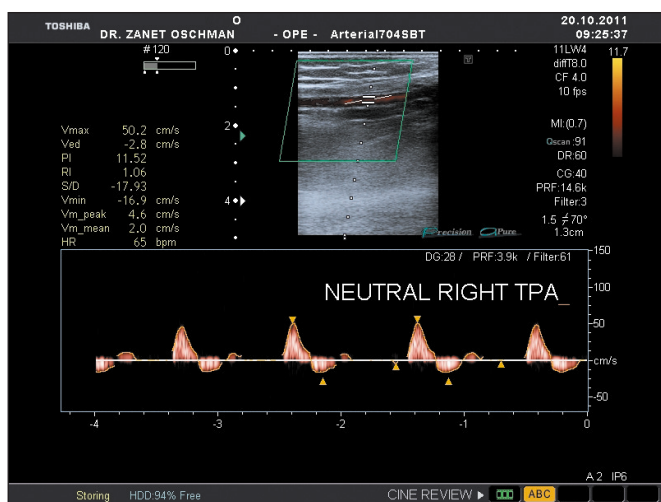 TOSHIBA
DR. ZANET OSCHMAN - OPE - Arterial704SBT
20.10.2011
09:25:37
#120
0
2
4
11LW4
diffT8.0
CF 4.0
10 fps
11.7
MI:(0.7)
Qscan :91
DR:60
CG:40
PRF:14.6k
Filter:3
1.5 ≠70°
1.3cm
Vmax 50.2 cm/s
Ved -2.8 cm/s
PI 11.52
RI 1.06
S/D -17.93
Vmin -16.9 cm/s
Vm_peak 4.6 cm/s
Vm_mean 2.0 cm/s
HR 65 bpm
Precision APure
DG:28 / PRF:3.9k / Filter:61
NEUTRAL RIGHT TPA_
150
100
50
cm/s
-50
-4 -3 -2 -1 0
A 2 IP6
Storing HDD:94% Free CINE REVIEW ABC